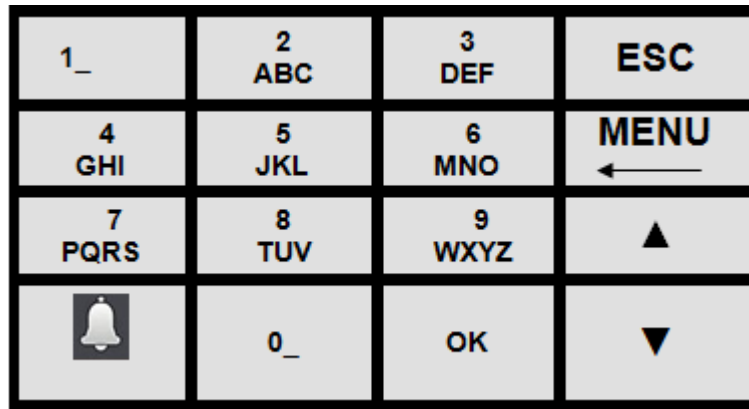 1_
2
ABC
3
DEF
ESC
4
GHI
5
JKL
6
MNO
MENU
7
PQRS
8
TUV
9
WXYZ
0_
OK